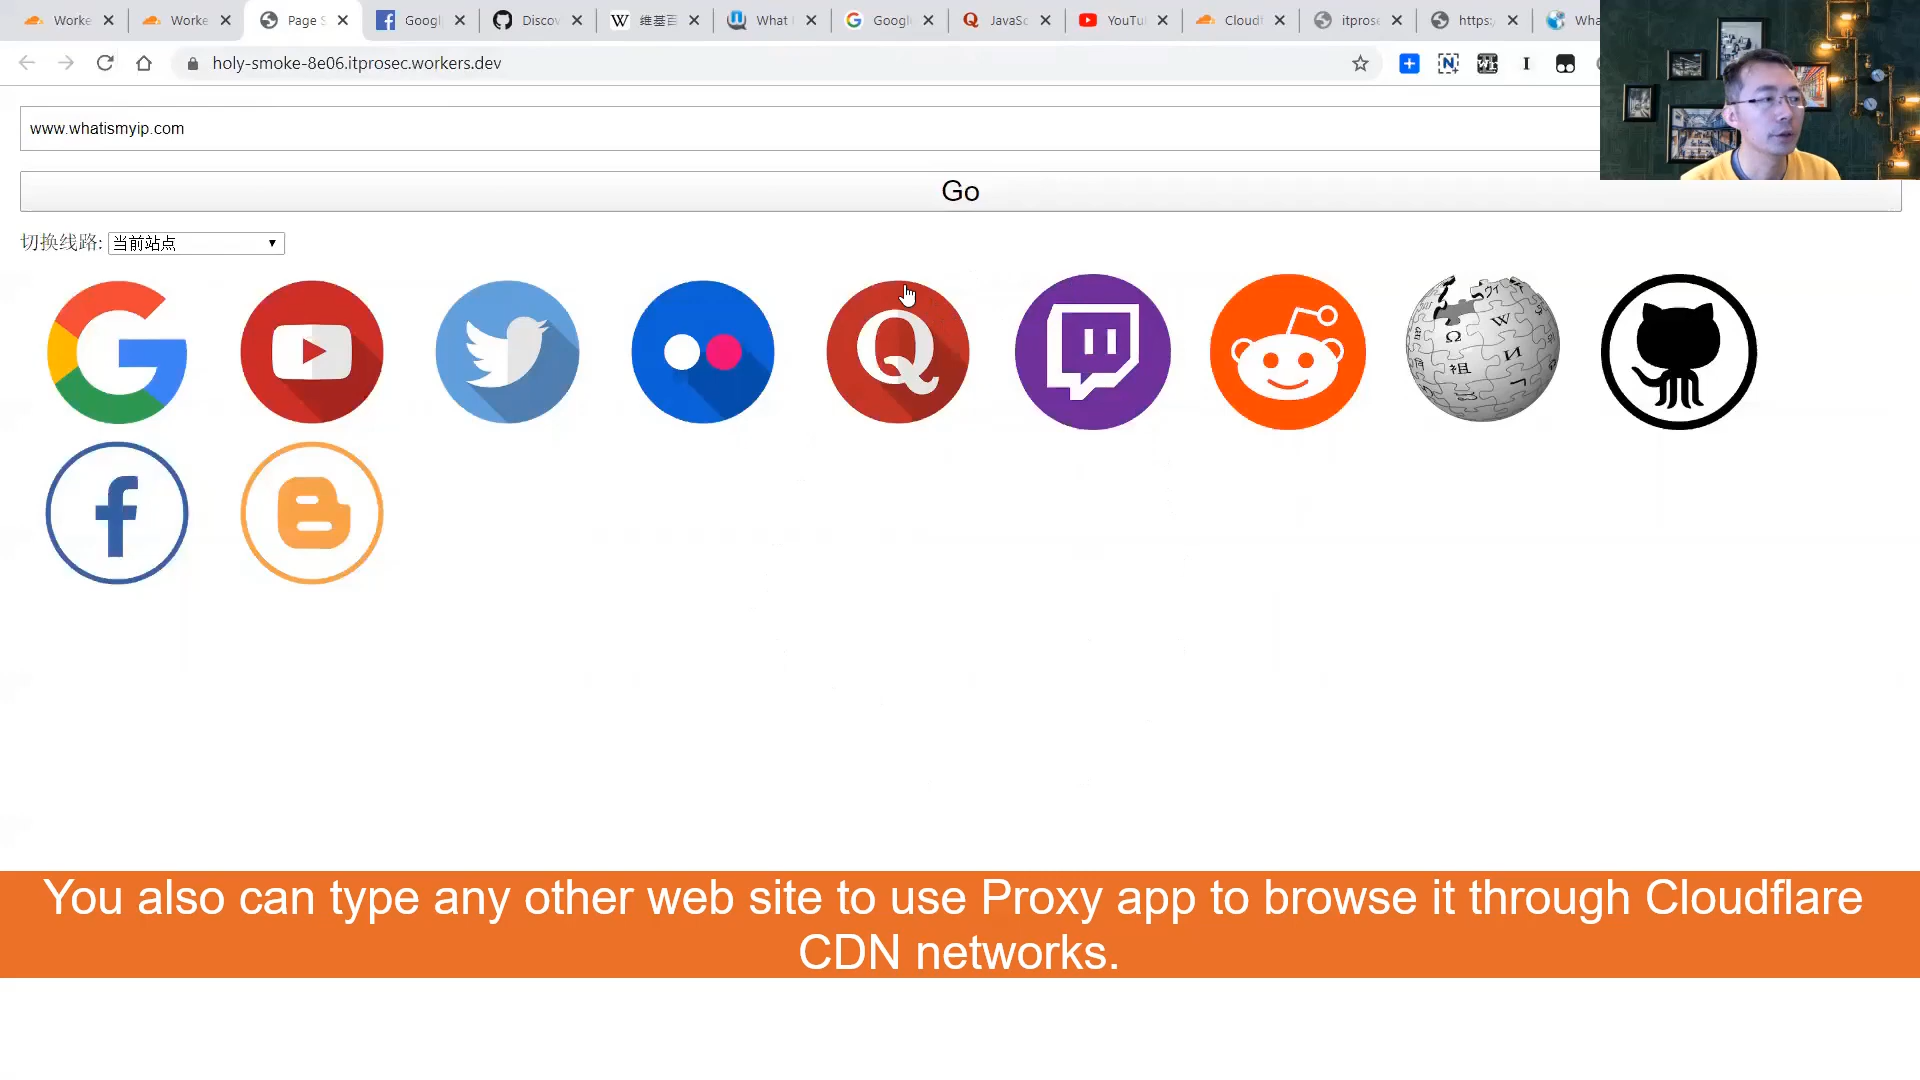 Worke
Worke
Page S
Googl
Discov
维基百
What
Googl
JavaSc
YouTu
Cloudf
itprose
https:
Wha
holy-smoke-8e06.itprosec.workers.dev
www.whatismyip.com
Go
切换线路: 当前站点
You also can type any other web site to use Proxy app to browse it through Cloudflare
CDN networks.